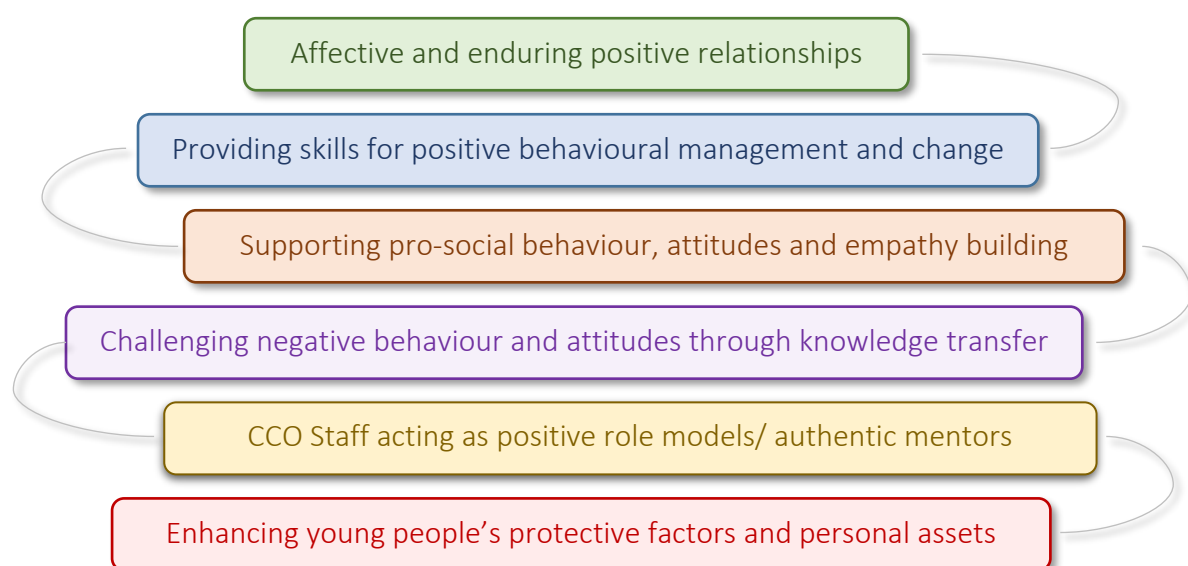 Affective and enduring positive relationships
Providing skills for positive behavioural management and change
Supporting pro-social behaviour, attitudes and empathy building
Challenging negative behaviour and attitudes through knowledge transfer
CCO Staff acting as positive role models/ authentic mentors
Enhancing young people’s protective factors and personal assets